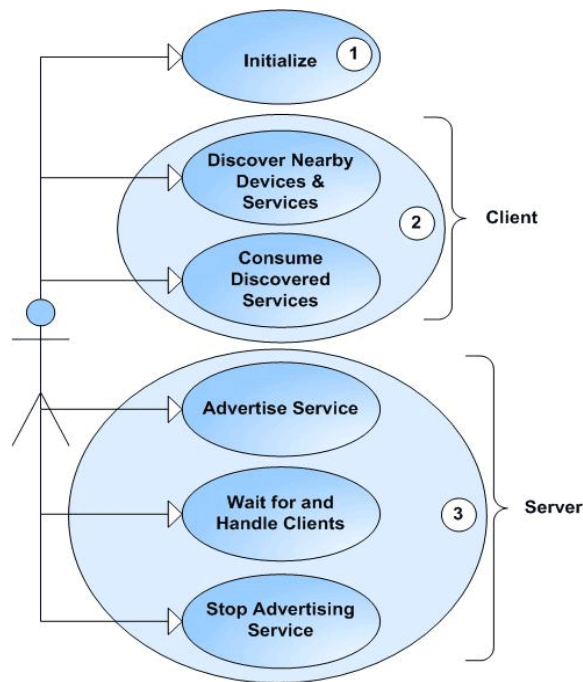 Initialize
1
Discover Nearby
Devices &
Services
2
Client
Consume
Discovered
Services
Advertise Service
Wait for and
Handle Clients
3
Server
Stop Advertising
Service